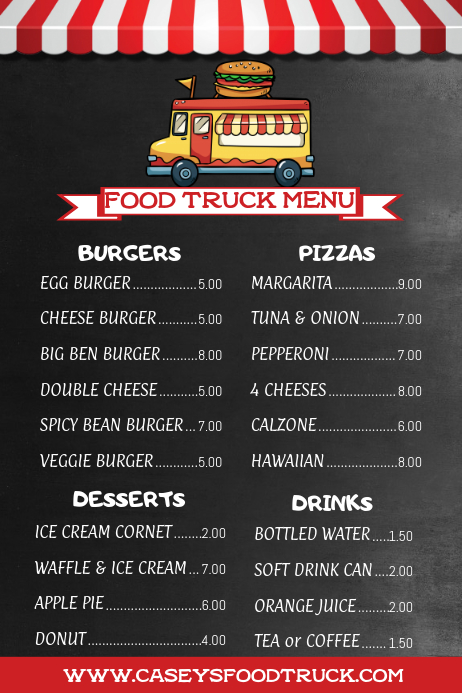 FOOD TRUCK MENU
BURGERS
EGG BURGER..................5.00
CHEESE BURGER...........5.00
BIG BEN BURGER..........8.00
DOUBLE CHEESE...........5.00
SPICY BEAN BURGER...7.00
VEGGIE BURGER............5.00
PIZZAS
MARGARITA..................9.00
TUNA & ONION..........7.00
PEPPERONI..................7.00
4 CHEESES...................8.00
CALZONE......................6.00
HAWAIIAN....................8.00
DESSERTS
ICE CREAM CORNET........2.00
WAFFLE & ICE CREAM...7.00
APPLE PIE...........................6.00
DONUT................................4.00
DRINKS
BOTTLED WATER.....1.50
SOFT DRINK CAN....2.00
ORANGE JUICE.........2.00
TEA or COFFEE....... 1.50
WWW.CASEYSFOODTRUCK.COM